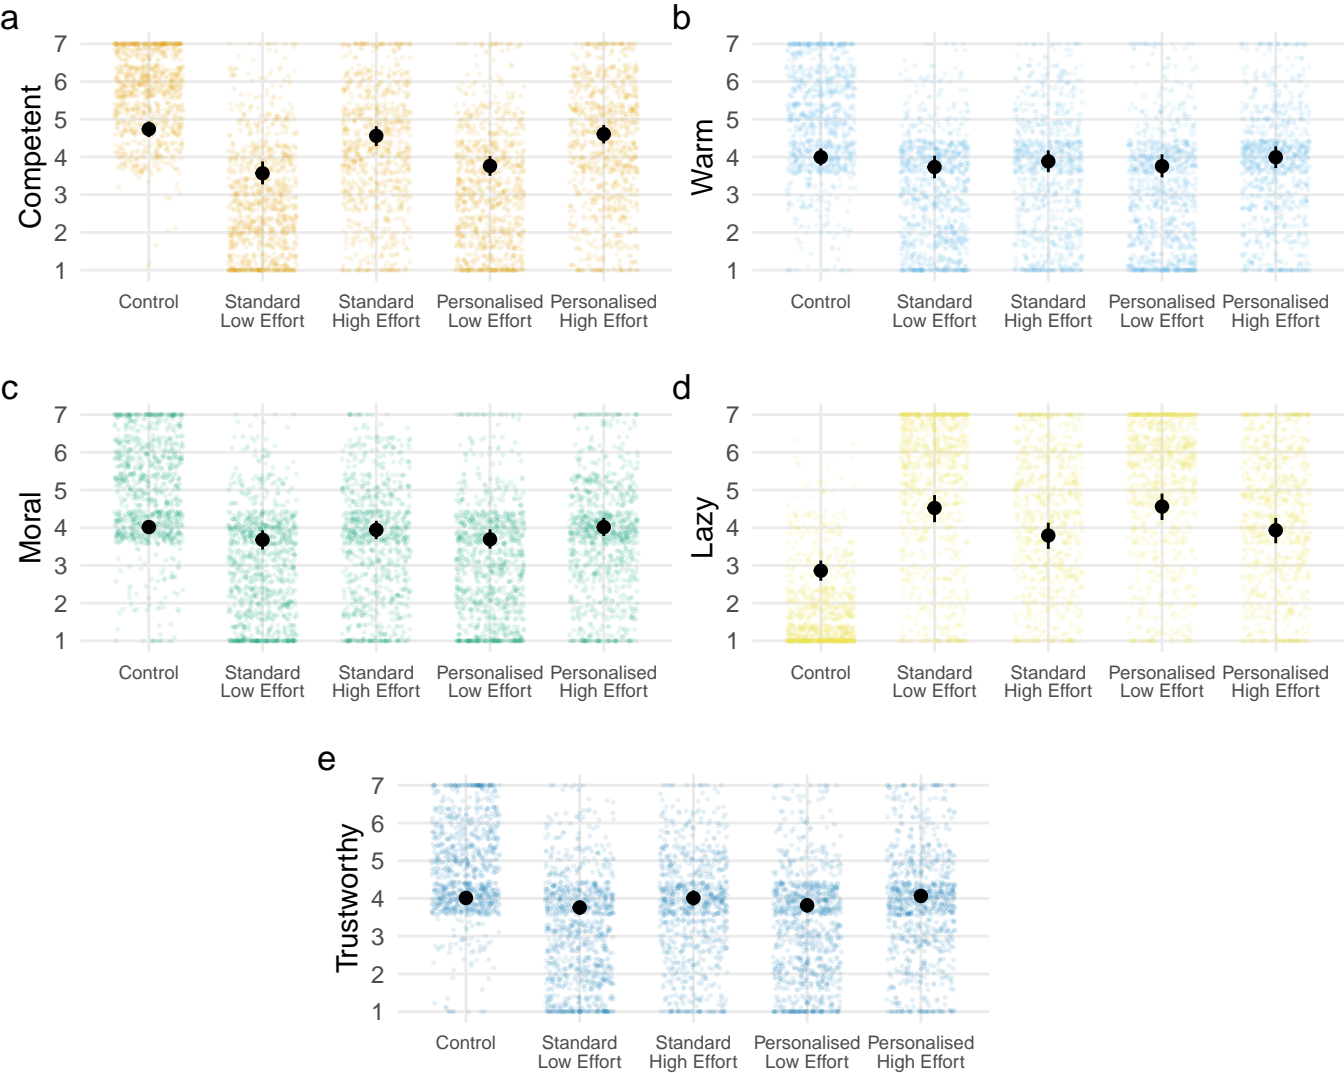 a
b
7
6
5
4
3
2
1
Competent
Control
Standard
Low Effort
Standard
High Effort
Personalised
Low Effort
Personalised
High Effort
7
6
5
4
3
2
1
Warm
Control
Standard
Low Effort
Standard
High Effort
Personalised
Low Effort
Personalised
High Effort
c
d
7
6
5
4
3
2
1
Moral
Control
Standard
Low Effort
Standard
High Effort
Personalised
Low Effort
Personalised
High Effort
7
6
5
4
3
2
1
Lazy
Control
Standard
Low Effort
Standard
High Effort
Personalised
Low Effort
Personalised
High Effort
e
7
6
5
4
3
2
1
Trustworthy
Control
Standard
Low Effort
Standard
High Effort
Personalised
Low Effort
Personalised
High Effort